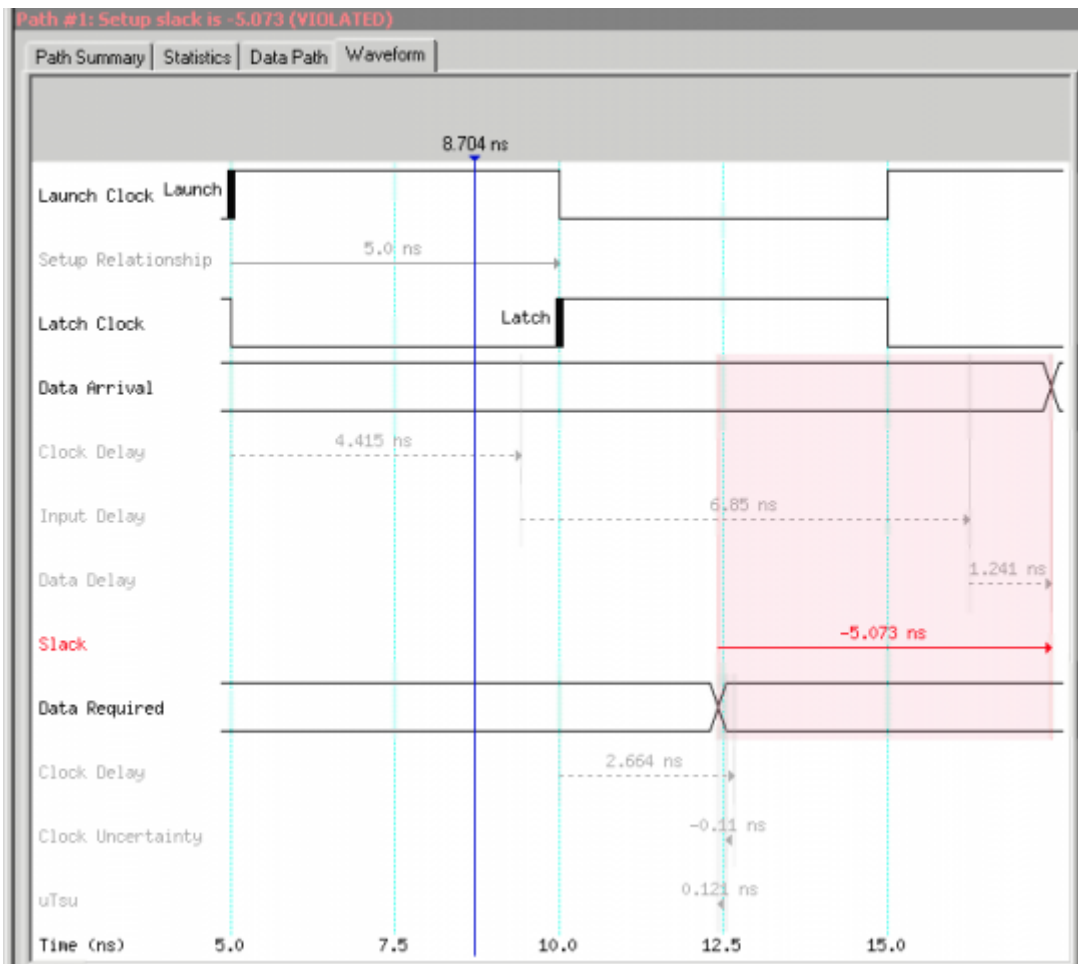 Path #1: Setup slack is -5.073 (VIOLATED)
Path Summary Statistics Data Path Waveform
8.704 ns
Launch Clock Launch
Setup Relationship 5.0 ns
Latch Clock Latch
Data Arrival
Clock Delay 4.415 ns
Input Delay 6.85 ns
Data Delay 1.241 ns
Slack -5.073 ns
Data Required
Clock Delay 2.664 ns
Clock Uncertainty -0.11 ns
uTsu 0.121 ns
Time (ns) 5.0 7.5 10.0 12.5 15.0